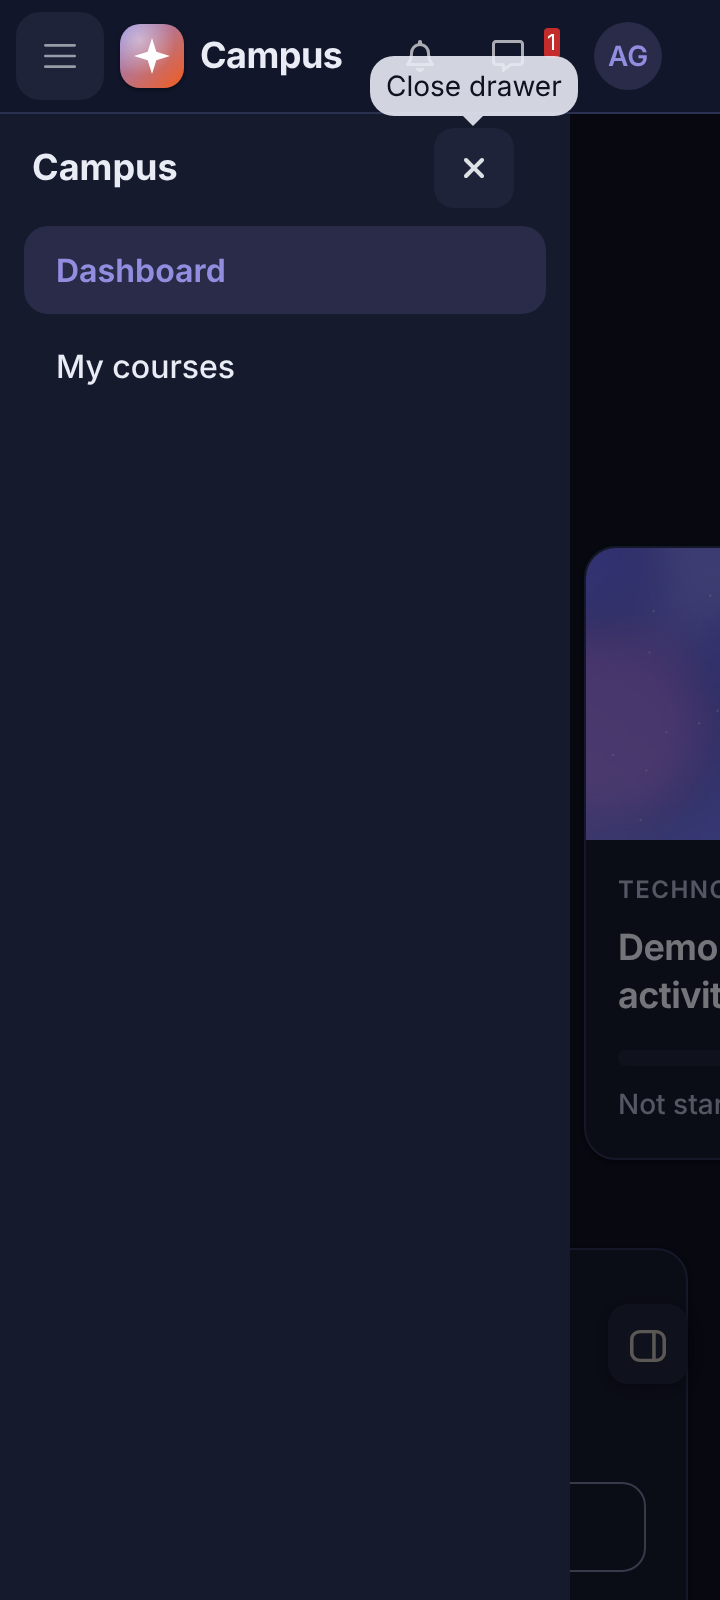 Campus
1
AG
Close drawer
Campus
Dashboard
My courses
TECHNO
Demo
activit
Not star